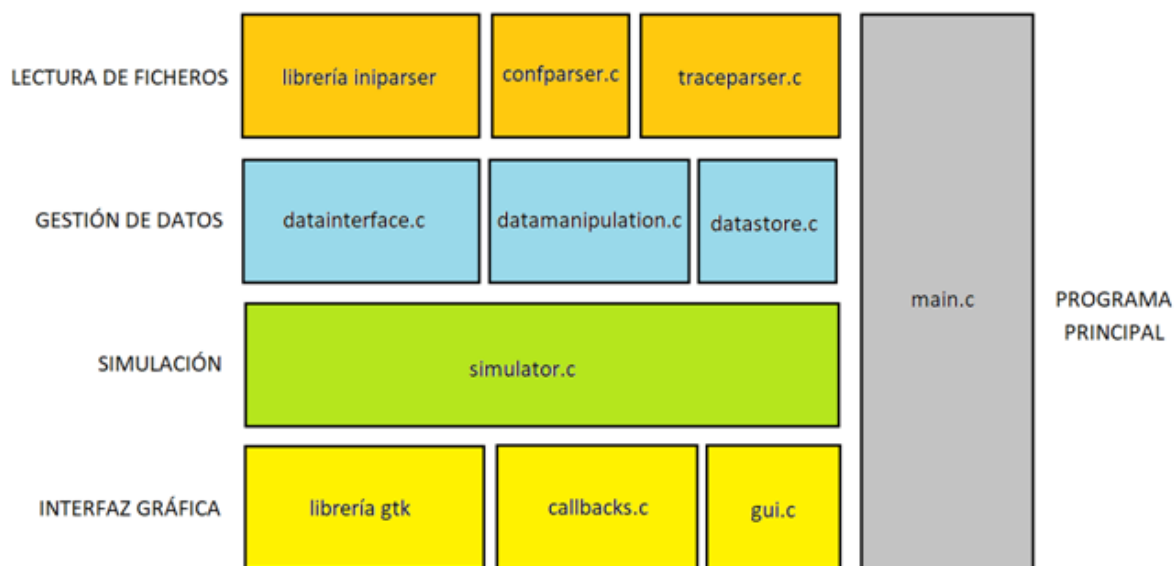 LECTURA DE FICHEROS
librería iniparser
confparser.c
traceparser.c
GESTIÓN DE DATOS
datainterface.c
datamanipulation.c
datastore.c
SIMULACIÓN
simulator.c
INTERFAZ GRÁFICA
librería gtk
callbacks.c
gui.c
main.c
PROGRAMA
PRINCIPAL